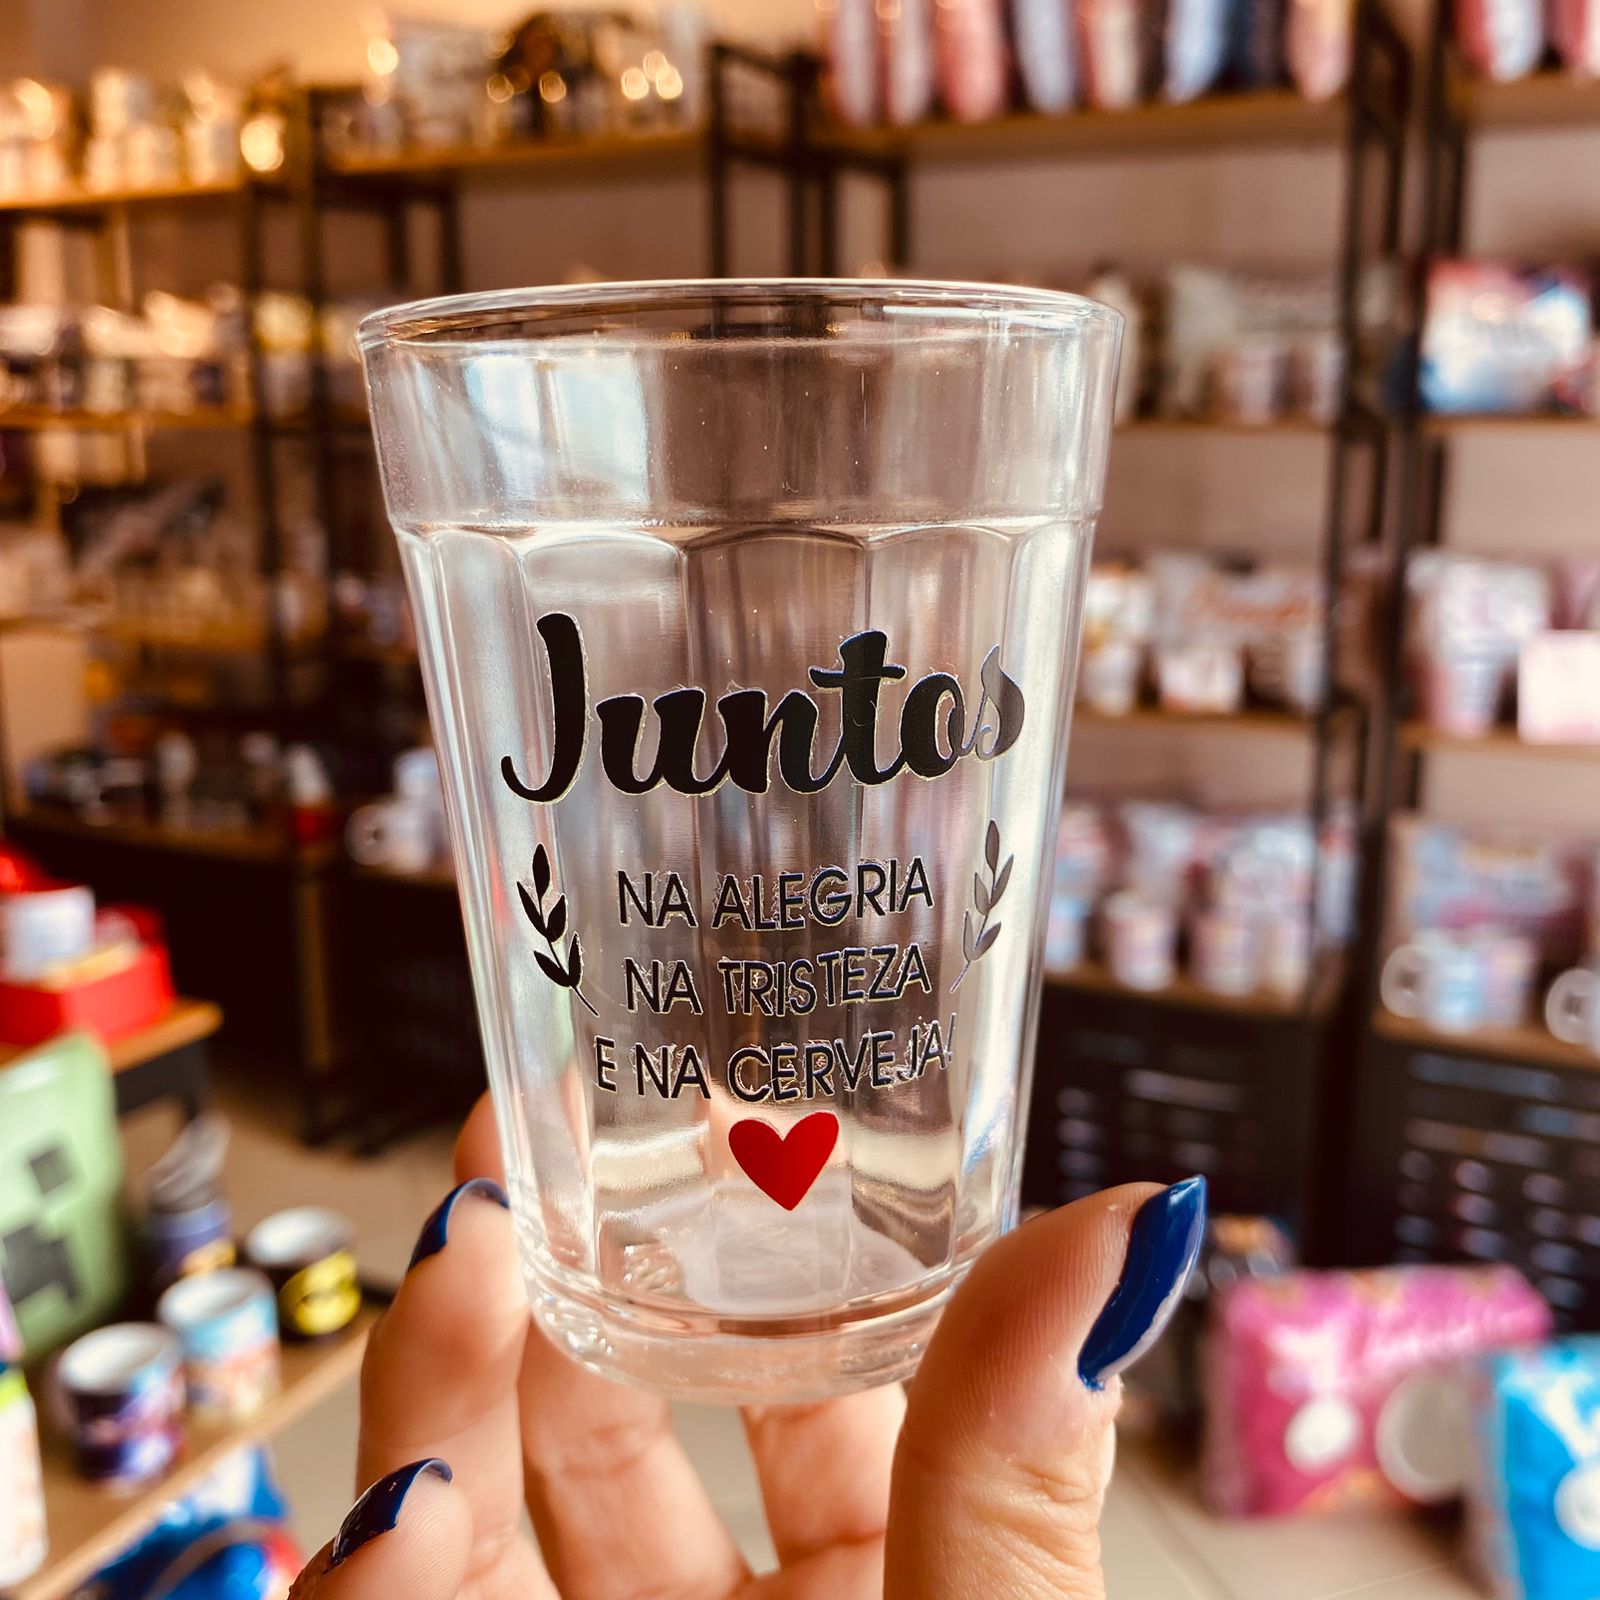 Juntos
NA ALEGRIA
NA TRISTEZA
E NA CERVEJA!